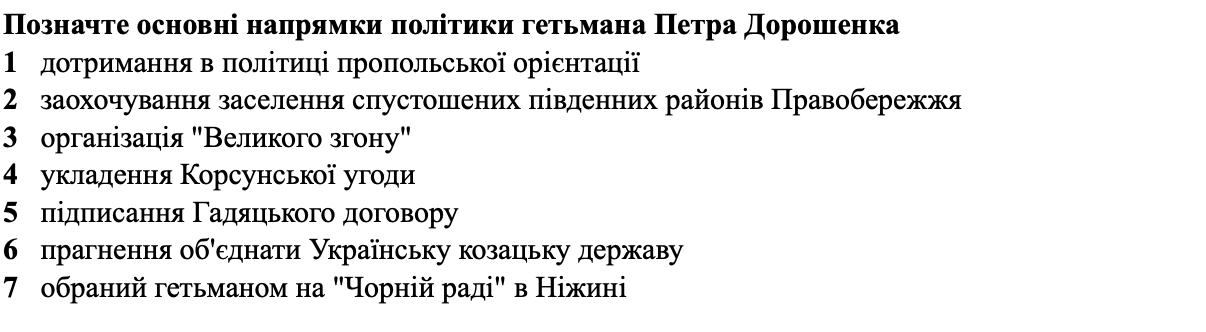 Позначте основні напрямки політики гетьмана Петра Дорошенка
1 дотримання в політиці пропольської орієнтації
2 заохочування заселення спустошених південних районів Правобережжя
3 організація "Великого згону"
4 укладення Корсунської угоди
5 підписання Гадяцького договору
6 прагнення об'єднати Українську козацьку державу
7 обраний гетьманом на "Чорній раді" в Ніжині